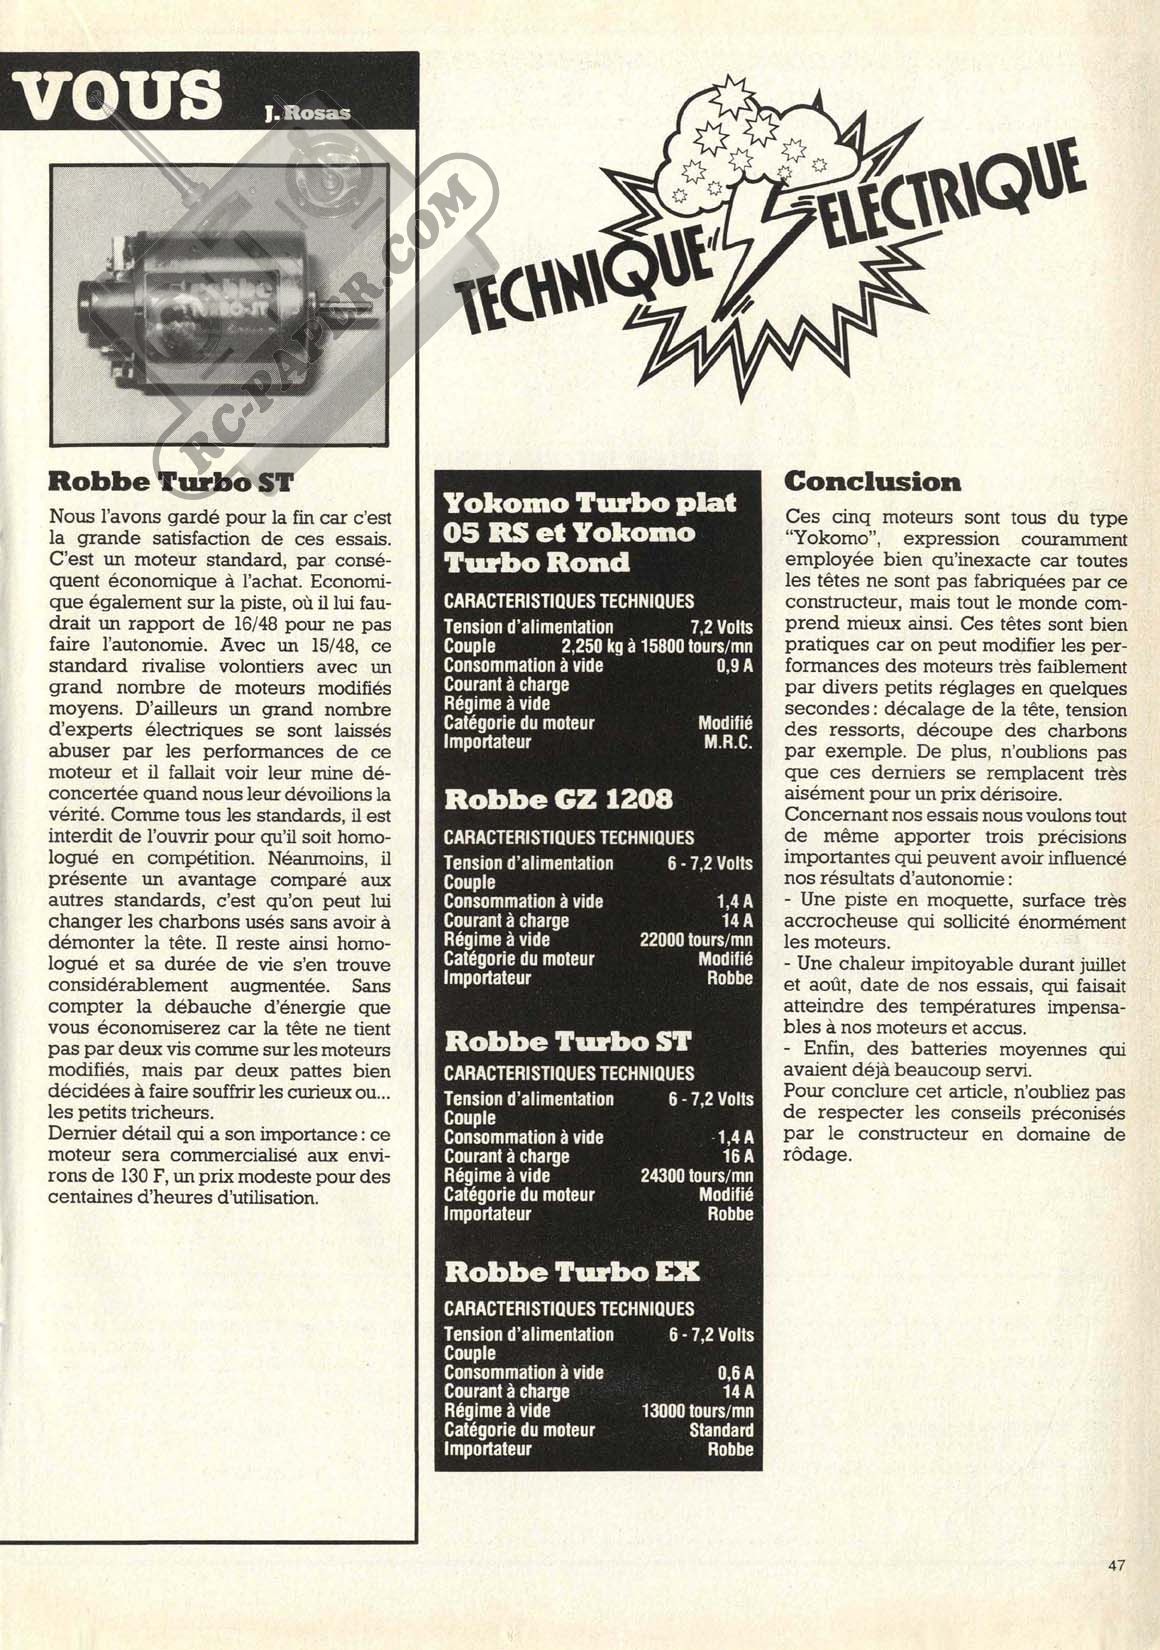 VOUS
J. Rosas
TECHNIQUE ELECTRIQUE
robbe
TURBO-ST
RC-PAPER.COM
Robbe Turbo ST
Nous l'avons gardé pour la fin car c'est
la grande satisfaction de ces essais.
C'est un moteur standard, par consé-
quent économique à l'achat. Economi-
que également sur la piste, où il lui fau-
drait un rapport de 16/48 pour ne pas
faire l'autonomie. Avec un 15/48, ce
standard rivalise volontiers avec un
grand nombre de moteurs modifiés
moyens. D'ailleurs un grand nombre
d'experts électriques se sont laissés
abuser par les performances de ce
moteur et il fallait voir leur mine dé-
concertée quand nous leur dévoilions la
vérité. Comme tous les standards, il est
interdit de l'ouvrir pour qu'il soit homo-
logué en compétition. Néanmoins, il
présente un avantage comparé aux
autres standards, c'est qu'on peut lui
changer les charbons usés sans avoir à
démonter la tête. Il reste ainsi homo-
logué et sa durée de vie s'en trouve
considérablement augmentée. Sans
compter la débauche d'énergie que
vous économiserez car la tête ne tient
pas par deux vis comme sur les moteurs
modifiés, mais par deux pattes bien
décidées à faire souffrir les curieux ou...
les petits tricheurs.
Dernier détail qui a son importance : ce
moteur sera commercialisé aux envi-
rons de 130 F, un prix modeste pour des
centaines d'heures d'utilisation.
Yokomo Turbo plat
05 RS et Yokomo
Turbo Rond
CARACTERISTIQUES TECHNIQUES
Tension d'alimentation 7,2 Volts
Couple 2,250 kg à 15800 tours/mn
Consommation à vide 0,9 A
Courant à charge
Régime à vide
Catégorie du moteur Modifié
Importateur M.R.C.
Robbe GZ 1208
CARACTERISTIQUES TECHNIQUES
Tension d'alimentation 6 - 7,2 Volts
Couple
Consommation à vide 1,4 A
Courant à charge 14 A
Régime à vide 22000 tours/mn
Catégorie du moteur Modifié
Importateur Robbe
Robbe Turbo ST
CARACTERISTIQUES TECHNIQUES
Tension d'alimentation 6 - 7,2 Volts
Couple
Consommation à vide 1,4 A
Courant à charge 16 A
Régime à vide 24300 tours/mn
Catégorie du moteur Modifié
Importateur Robbe
Robbe Turbo EX
CARACTERISTIQUES TECHNIQUES
Tension d'alimentation 6 - 7,2 Volts
Couple
Consommation à vide 0,6 A
Courant à charge 14 A
Régime à vide 13000 tours/mn
Catégorie du moteur Standard
Importateur Robbe
Conclusion
Ces cinq moteurs sont tous du type
"Yokomo", expression couramment
employée bien qu'inexacte car toutes
les têtes ne sont pas fabriquées par ce
constructeur, mais tout le monde com-
prend mieux ainsi. Ces têtes sont bien
pratiques car on peut modifier les per-
formances des moteurs très faiblement
par divers petits réglages en quelques
secondes : décalage de la tête, tension
des ressorts, découpe des charbons
par exemple. De plus, n'oublions pas
que ces derniers se remplacent très
aisément pour un prix dérisoire.
Concernant nos essais nous voulons tout
de même apporter trois précisions
importantes qui peuvent avoir influencé
nos résultats d'autonomie :
- Une piste en moquette, surface très
accrocheuse qui sollicité énormément
les moteurs.
- Une chaleur impitoyable durant juillet
et août, date de nos essais, qui faisait
atteindre des températures impensa-
bles à nos moteurs et accus.
- Enfin, des batteries moyennes qui
avaient déjà beaucoup servi.
Pour conclure cet article, n'oubliez pas
de respecter les conseils préconisés
par le constructeur en domaine de
rôdage.
47